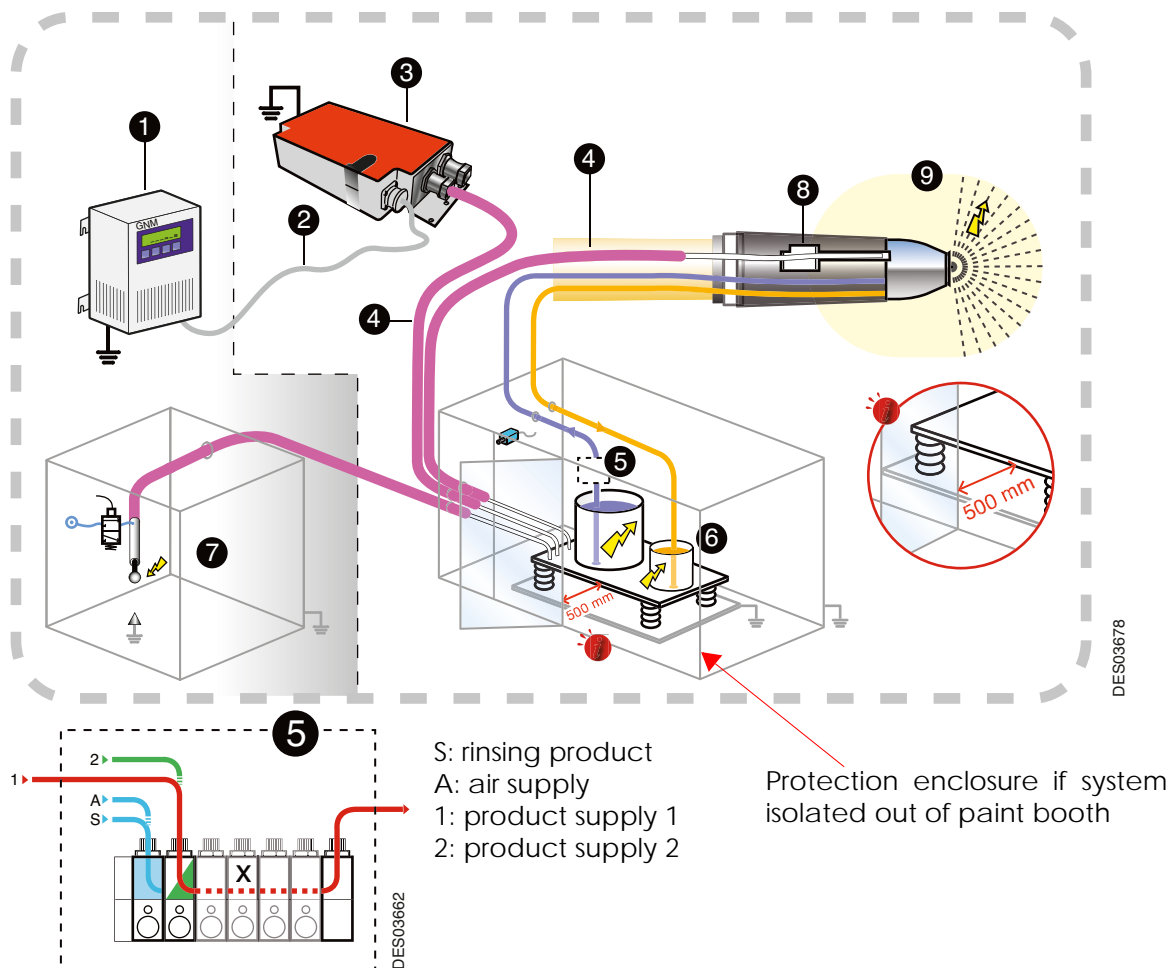 3
1
GNM
2
4
8
9
4
5
500 mm
6
7
500 mm
DES03678
5
2
1
A
S
X
DES03662
S: rinsing product
A: air supply
1: product supply 1
2: product supply 2
Protection enclosure if system
isolated out of paint booth